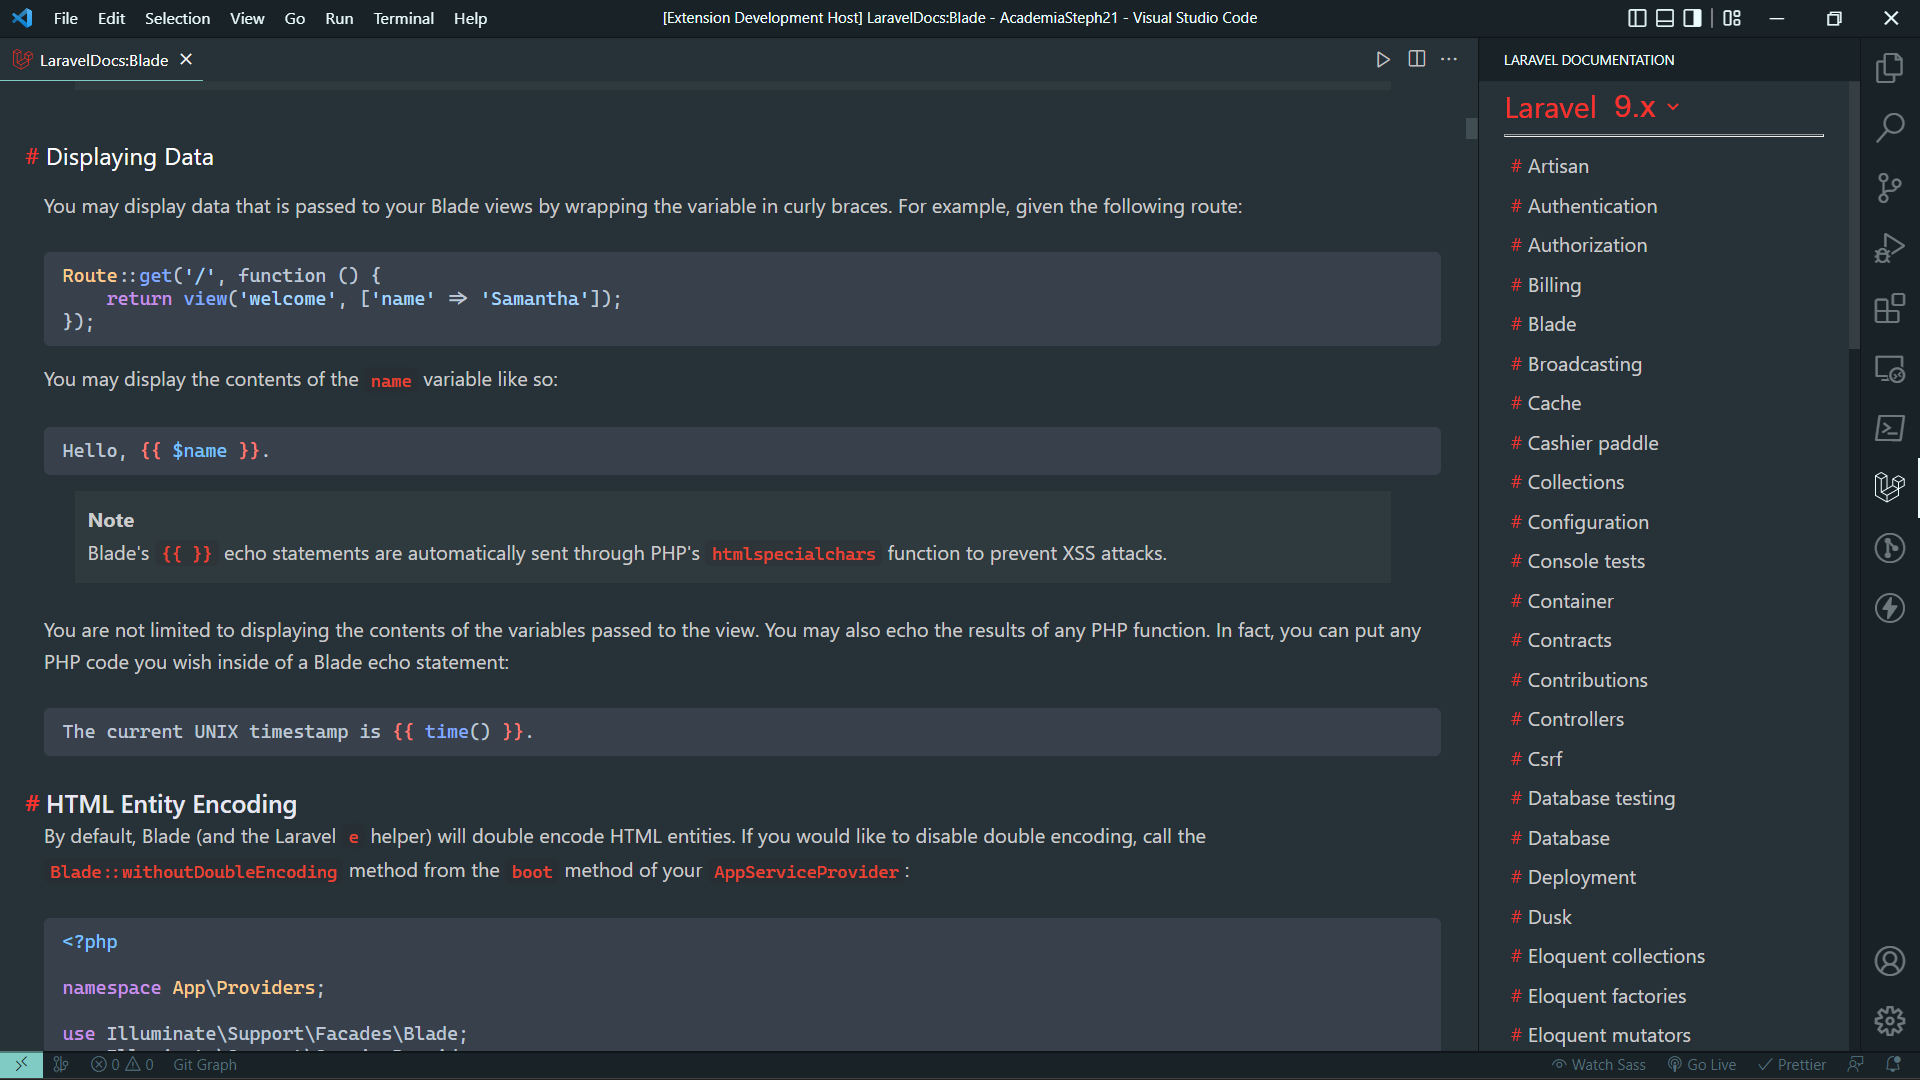 File Edit Selection View Go Run Terminal Help
[Extension Development Host] LaravelDocs:Blade - AcademiaSteph21 - Visual Studio Code
LaravelDocs:Blade
# Displaying Data
You may display data that is passed to your Blade views by wrapping the variable in curly braces. For example, given the following route:
Route::get('/', function () {
    return view('welcome', ['name' => 'Samantha']);
});
You may display the contents of the name variable like so:
Hello, {{ $name }}.
Note
Blade's {{ }} echo statements are automatically sent through PHP's htmlspecialchars function to prevent XSS attacks.
You are not limited to displaying the contents of the variables passed to the view. You may also echo the results of any PHP function. In fact, you can put any
PHP code you wish inside of a Blade echo statement:
The current UNIX timestamp is {{ time() }}.
# HTML Entity Encoding
By default, Blade (and the Laravel e helper) will double encode HTML entities. If you would like to disable double encoding, call the
Blade::withoutDoubleEncoding method from the boot method of your AppServiceProvider:
<?php
namespace App\Providers;
use Illuminate\Support\Facades\Blade;
LARAVEL DOCUMENTATION
Laravel 9.x
# Artisan
# Authentication
# Authorization
# Billing
# Blade
# Broadcasting
# Cache
# Cashier paddle
# Collections
# Configuration
# Console tests
# Container
# Contracts
# Contributions
# Controllers
# Csrf
# Database testing
# Database
# Deployment
# Dusk
# Eloquent collections
# Eloquent factories
# Eloquent mutators
0 0 Git Graph
Watch Sass Go Live Prettier